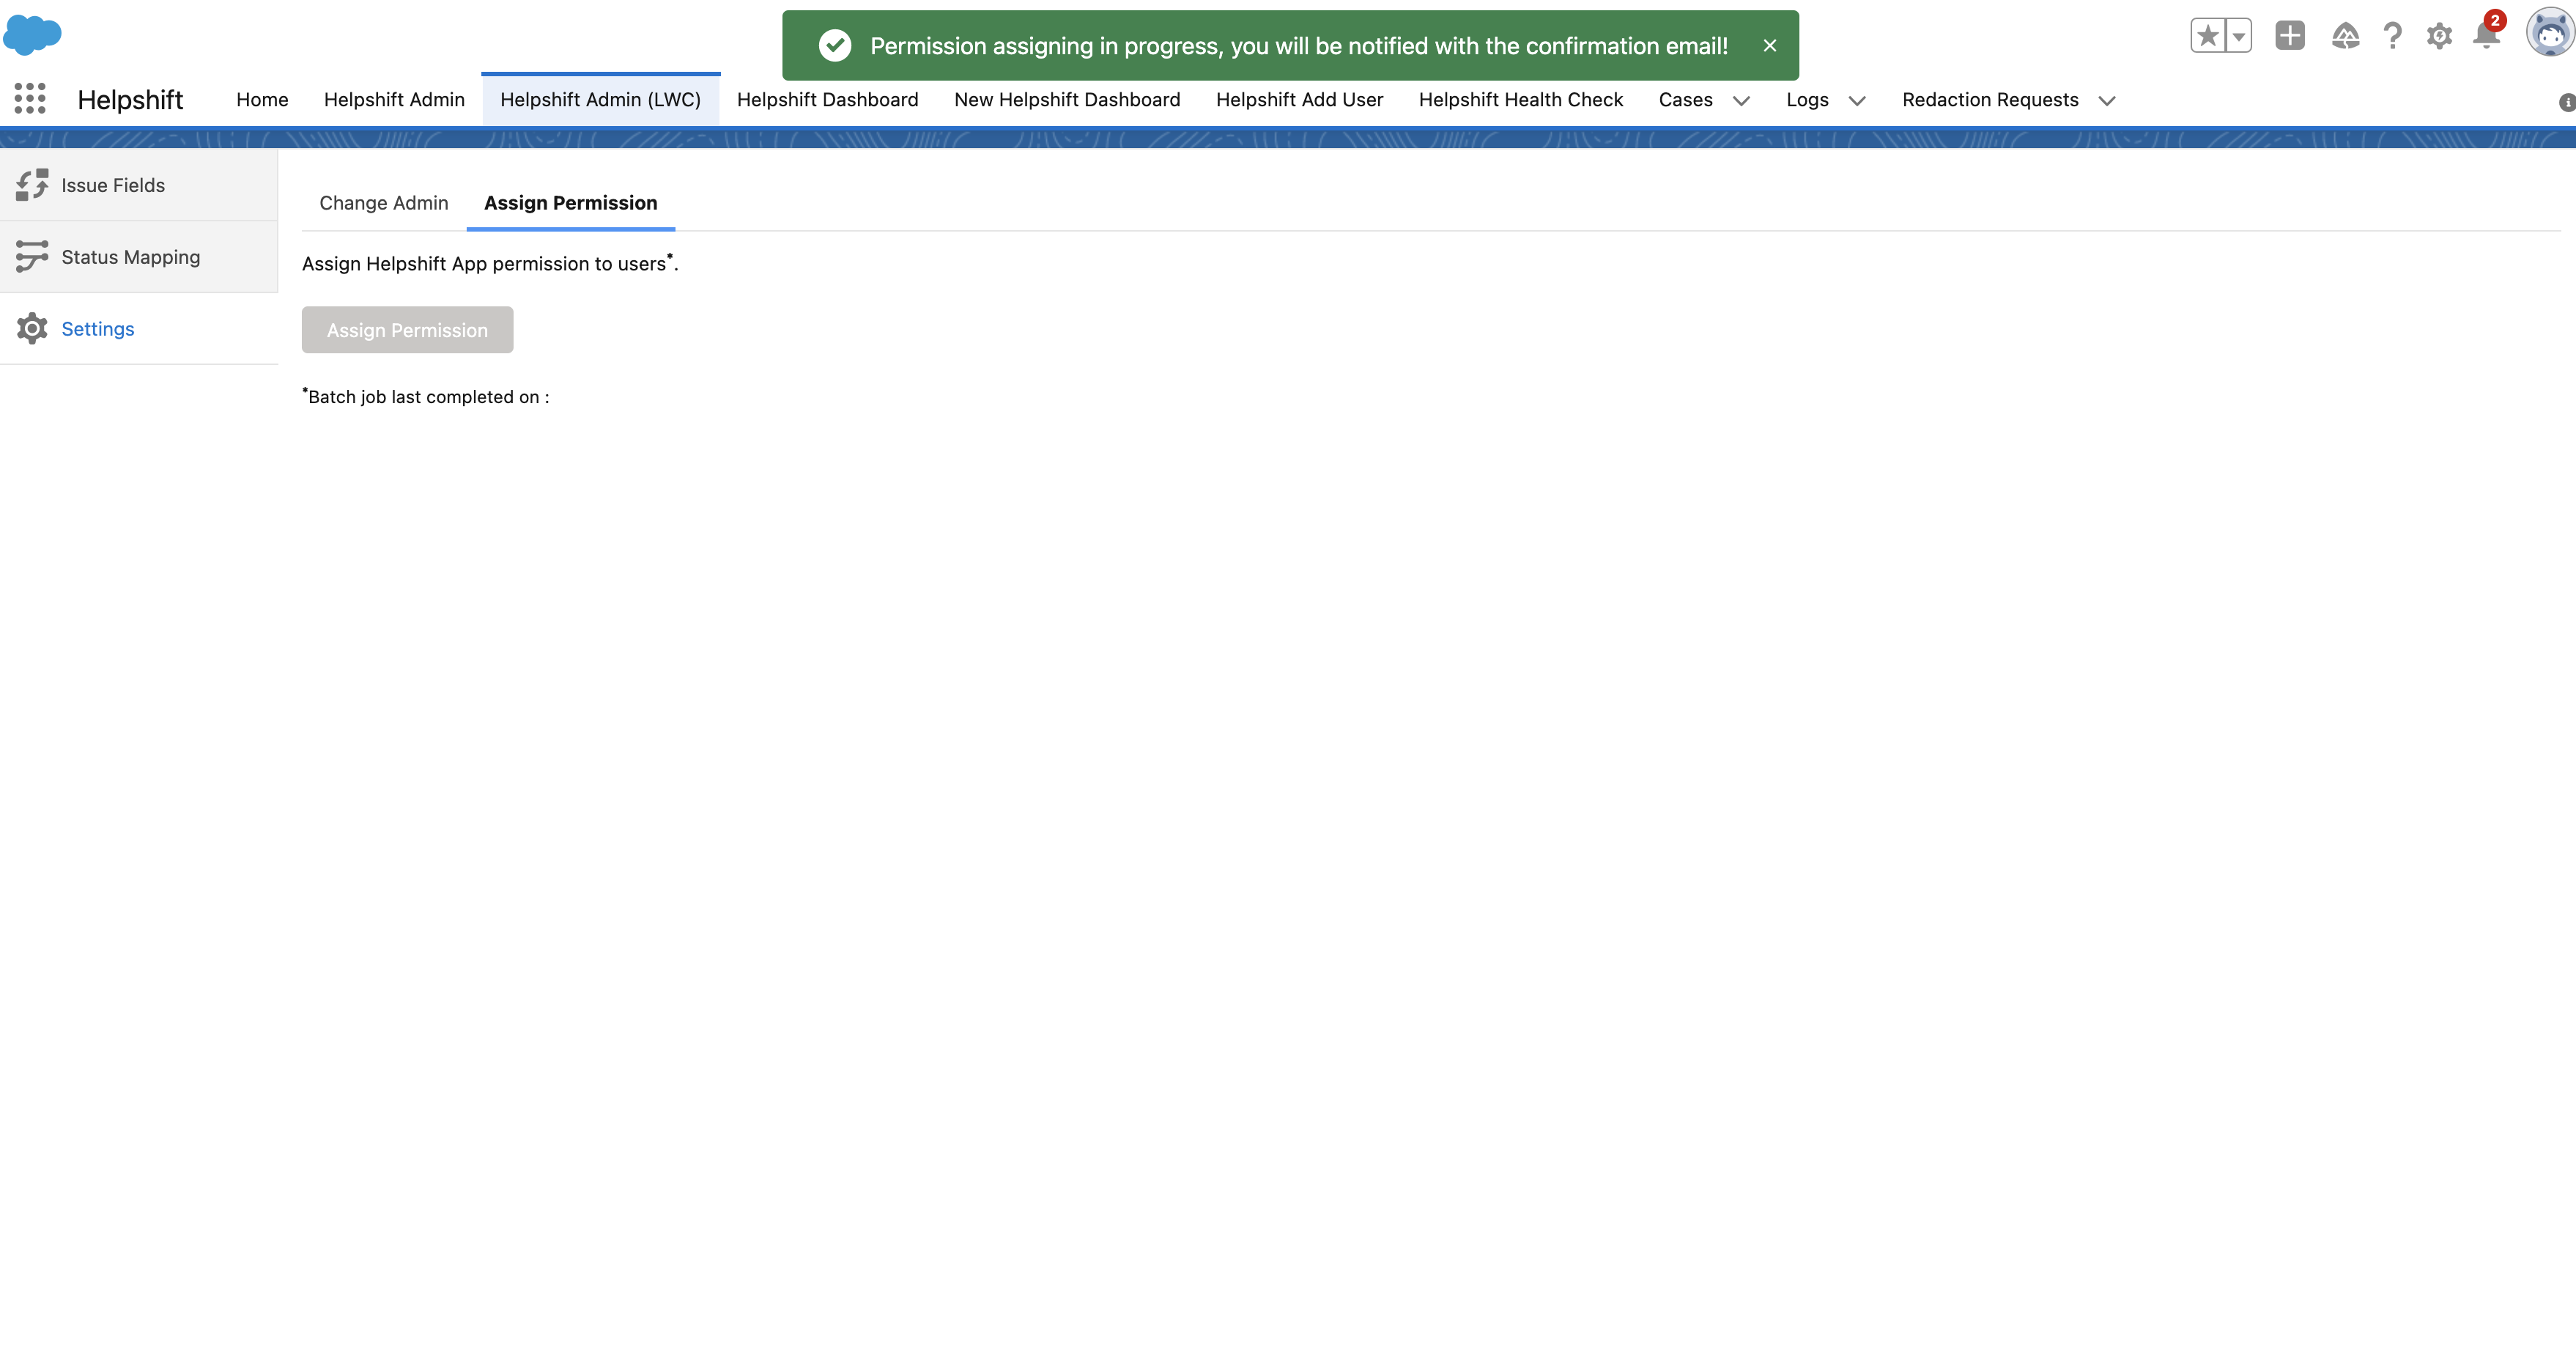 Permission assigning in progress, you will be notified with the confirmation email!
2
Helpshift
Home
Helpshift Admin
Helpshift Admin (LWC)
Helpshift Dashboard
New Helpshift Dashboard
Helpshift Add User
Helpshift Health Check
Cases
Logs
Redaction Requests
Issue Fields
Status Mapping
Settings
Change Admin
Assign Permission
Assign Helpshift App permission to users*.
Assign Permission
*Batch job last completed on :